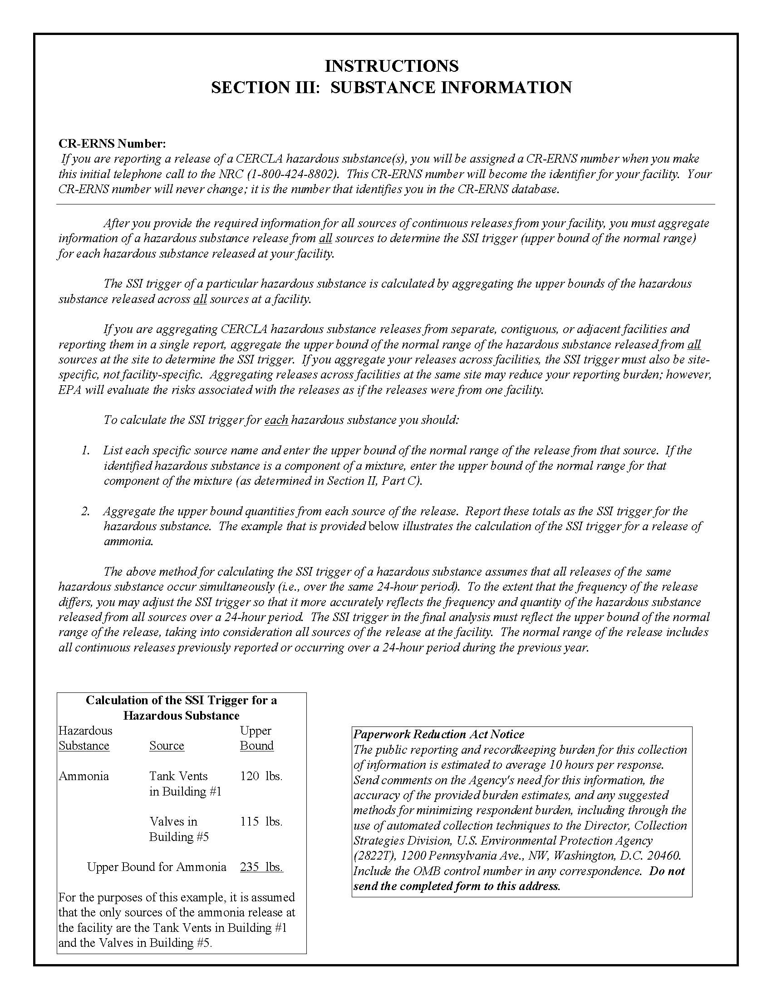 INSTRUCTIONS
SECTION III: SUBSTANCE INFORMATION
CR-ERNS Number:
If you are reporting a release of a CERCLA hazardous substance(s), you will be assigned a CR-ERNS number when you make
this initial telephone call to the NRC (1-800-424-8802). This CR-ERNS number will become the identifier for your facility. Your
CR-ERNS number will never change; it is the number that identifies you in the CR-ERNS database.
After you provide the required information for all sources of continuous releases from your facility, you must aggregate
information of a hazardous substance release from all sources to determine the SSI trigger (upper bound of the normal range)
for each hazardous substance released at your facility.
The SSI trigger of a particular hazardous substance is calculated by aggregating the upper bounds of the hazardous
substance released across all sources at a facility.
If you are aggregating CERCLA hazardous substance releases from separate, contiguous, or adjacent facilities and
reporting them in a single report, aggregate the upper bound of the normal range of the hazardous substance released from all
sources at the site to determine the SSI trigger. If you aggregate your releases across facilities, the SSI trigger must also be site-
specific, not facility-specific. Aggregating releases across facilities at the same site may reduce your reporting burden; however,
EPA will evaluate the risks associated with the releases as if the releases were from one facility.
To calculate the SSI trigger for each hazardous substance you should:
1. List each specific source name and enter the upper bound of the normal range of the release from that source. If the
identified hazardous substance is a component of a mixture, enter the upper bound of the normal range for that
component of the mixture (as determined in Section II, Part C).
2. Aggregate the upper bound quantities from each source of the release. Report these totals as the SSI trigger for the
hazardous substance. The example that is provided below illustrates the calculation of the SSI trigger for a release of
ammonia.
The above method for calculating the SSI trigger of a hazardous substance assumes that all releases of the same
hazardous substance occur simultaneously (i.e., over the same 24-hour period). To the extent that the frequency of the release
differs, you may adjust the SSI trigger so that it more accurately reflects the frequency and quantity of the hazardous substance
released from all sources over a 24-hour period. The SSI trigger in the final analysis must reflect the upper bound of the normal
range of the release, taking into consideration all sources of the release at the facility. The normal range of the release includes
all continuous releases previously reported or occurring over a 24-hour period during the previous year.
Calculation of the SSI Trigger for a
Hazardous Substance
Hazardous Upper
Substance Source Bound
Ammonia Tank Vents 120 lbs.
in Building #1
Valves in 115 lbs.
Building #5
Upper Bound for Ammonia 235 lbs.
For the purposes of this example, it is assumed
that the only sources of the ammonia release at
the facility are the Tank Vents in Building #1
and the Valves in Building #5.
Paperwork Reduction Act Notice
The public reporting and recordkeeping burden for this collection
of information is estimated to average 10 hours per response.
Send comments on the Agency's need for this information, the
accuracy of the provided burden estimates, and any suggested
methods for minimizing respondent burden, including through the
use of automated collection techniques to the Director, Collection
Strategies Division, U.S. Environmental Protection Agency
(2822T), 1200 Pennsylvania Ave., NW, Washington, D.C. 20460.
Include the OMB control number in any correspondence. Do not
send the completed form to this address.